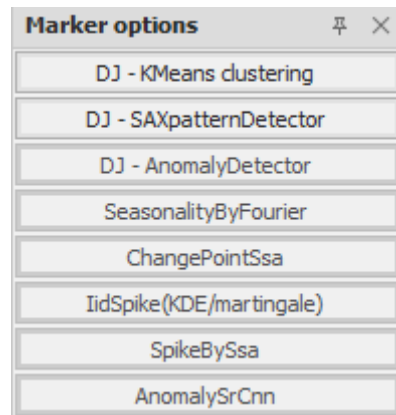 Marker options
DJ - KMeans clustering
DJ - SAXpatternDetector
DJ - AnomalyDetector
SeasonalityByFourier
ChangePointSsa
IidSpike(KDE/martingale)
SpikeBySsa
AnomalySrCnn